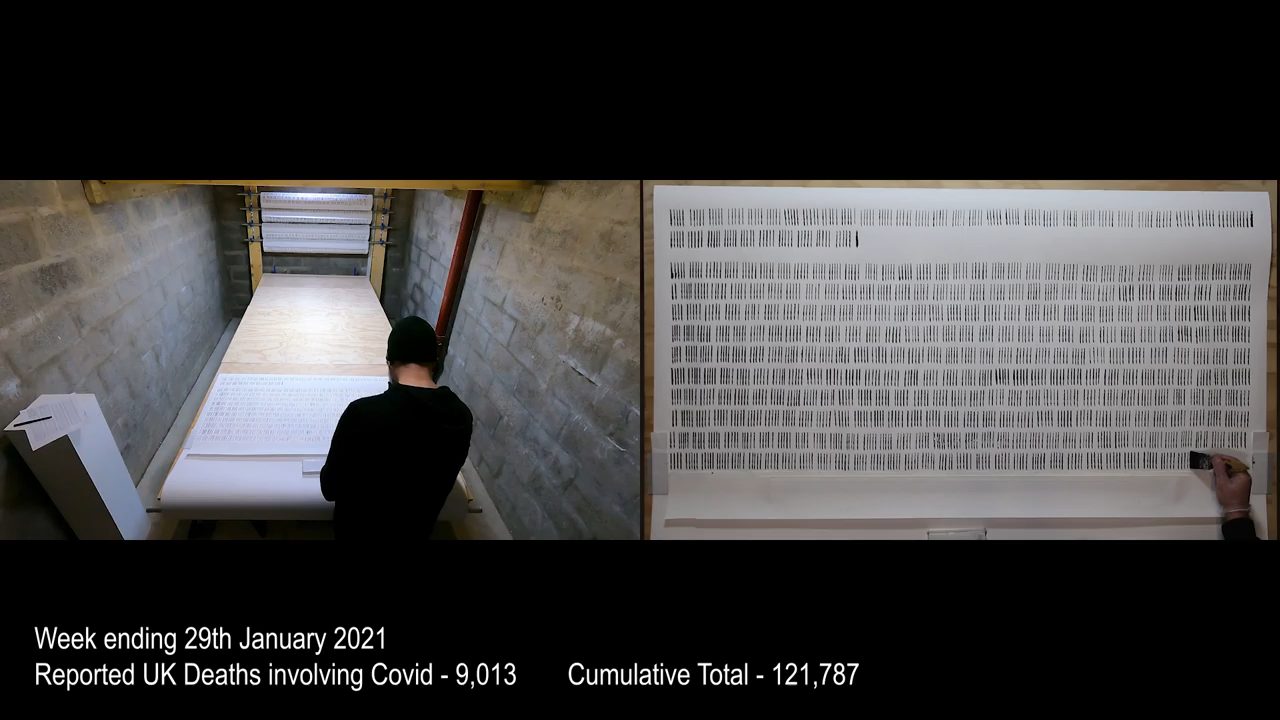 Week ending 29th January 2021
Reported UK Deaths involving Covid - 9,013 Cumulative Total - 121,787